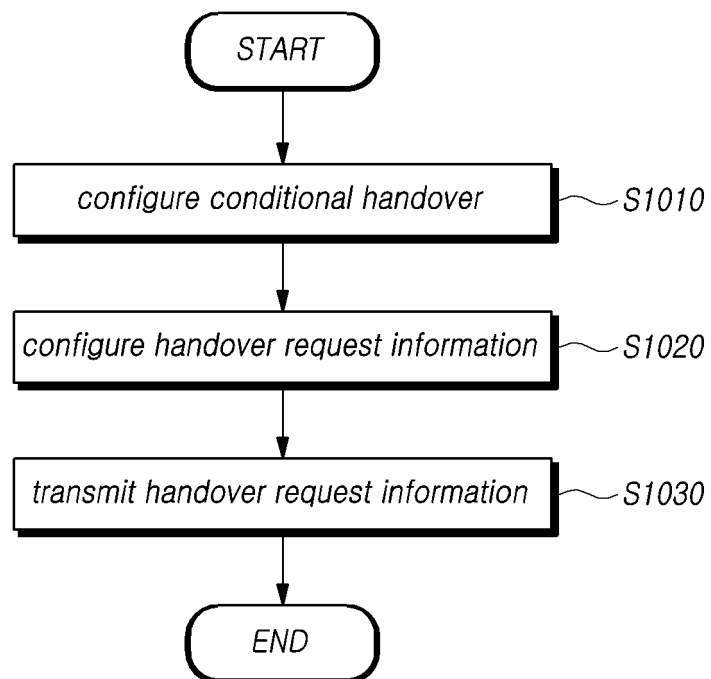 START
configure conditional handover
S1010
configure handover request information
S1020
transmit handover request information
S1030
END